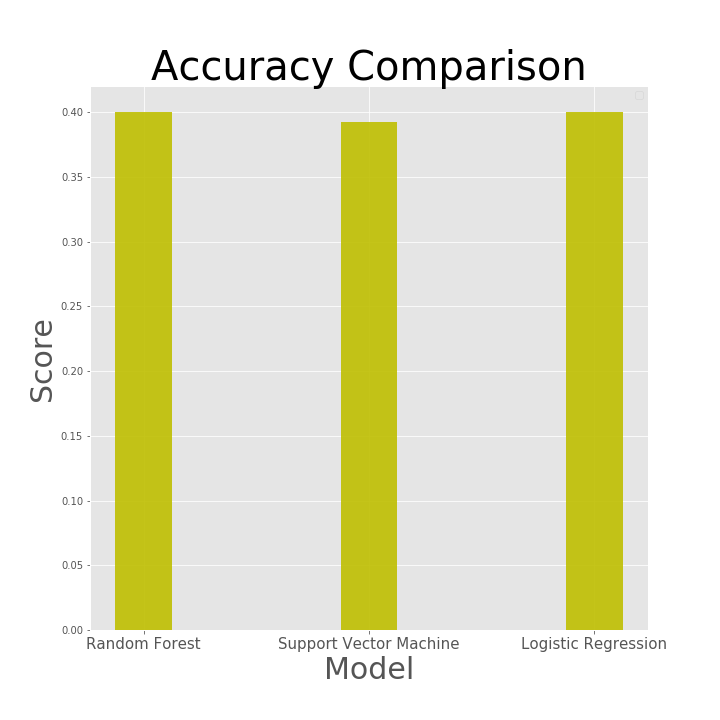 Accuracy Comparison
0.40
0.35
0.30
0.25
0.20
0.15
0.10
0.05
0.00
Score
Random Forest Support Vector Machine Logistic Regression
Model